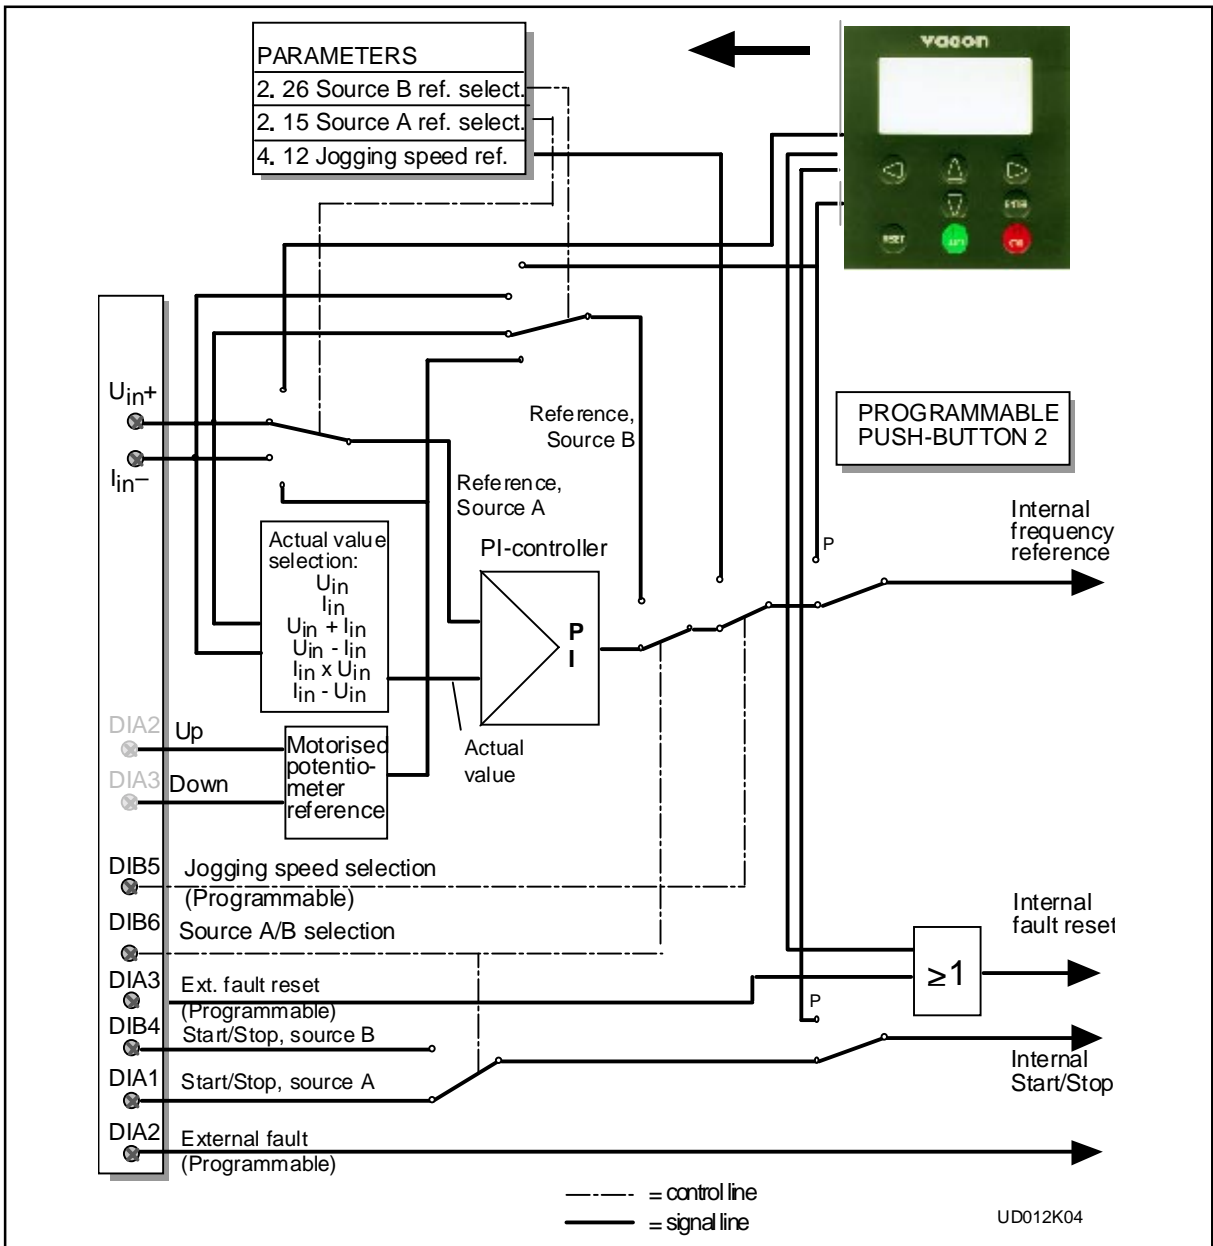 vacon
PARAMETERS
2. 26 Source B ref. select.
2. 15 Source A ref. select.
4. 12 Jogging speed ref.
RESET
Uin+
Iin−
Reference,
Source B
PROGRAMMABLE
PUSH-BUTTON 2
Reference,
Source A
Internal
frequency
reference
P
Actual value
selection:
Uin
Iin
Uin + Iin
Uin - Iin
Iin x Uin
Iin - Uin
PI-controller
P
I
DIA2
Up
DIA3
Down
Motorised
potentio-
meter
reference
Actual
value
DIB5
Jogging speed selection
(Programmable)
DIB6
Source A/B selection
Internal
fault reset
≥1
DIA3
Ext. fault reset
(Programmable)
P
DIB4
Start/Stop, source B
DIA1
Start/Stop, source A
Internal
Start/Stop
DIA2
External fault
(Programmable)
= control line
= signal line
UD012K04